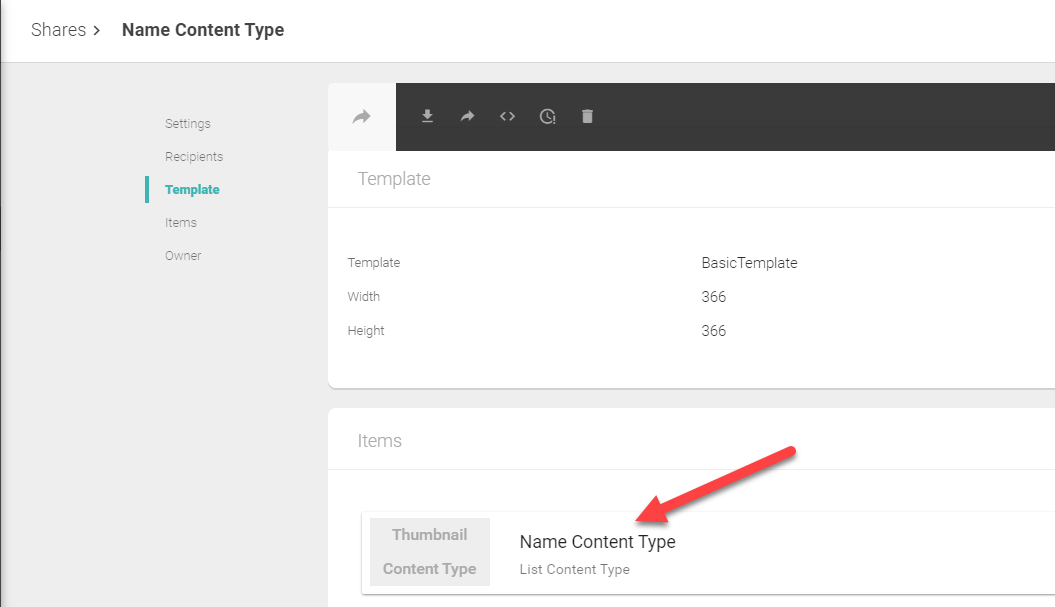 Shares > Name Content Type
Settings
Recipients
Template
Items
Owner
Template
Template BasicTemplate
Width 366
Height 366
Items
Thumbnail
Content Type
Name Content Type
List Content Type